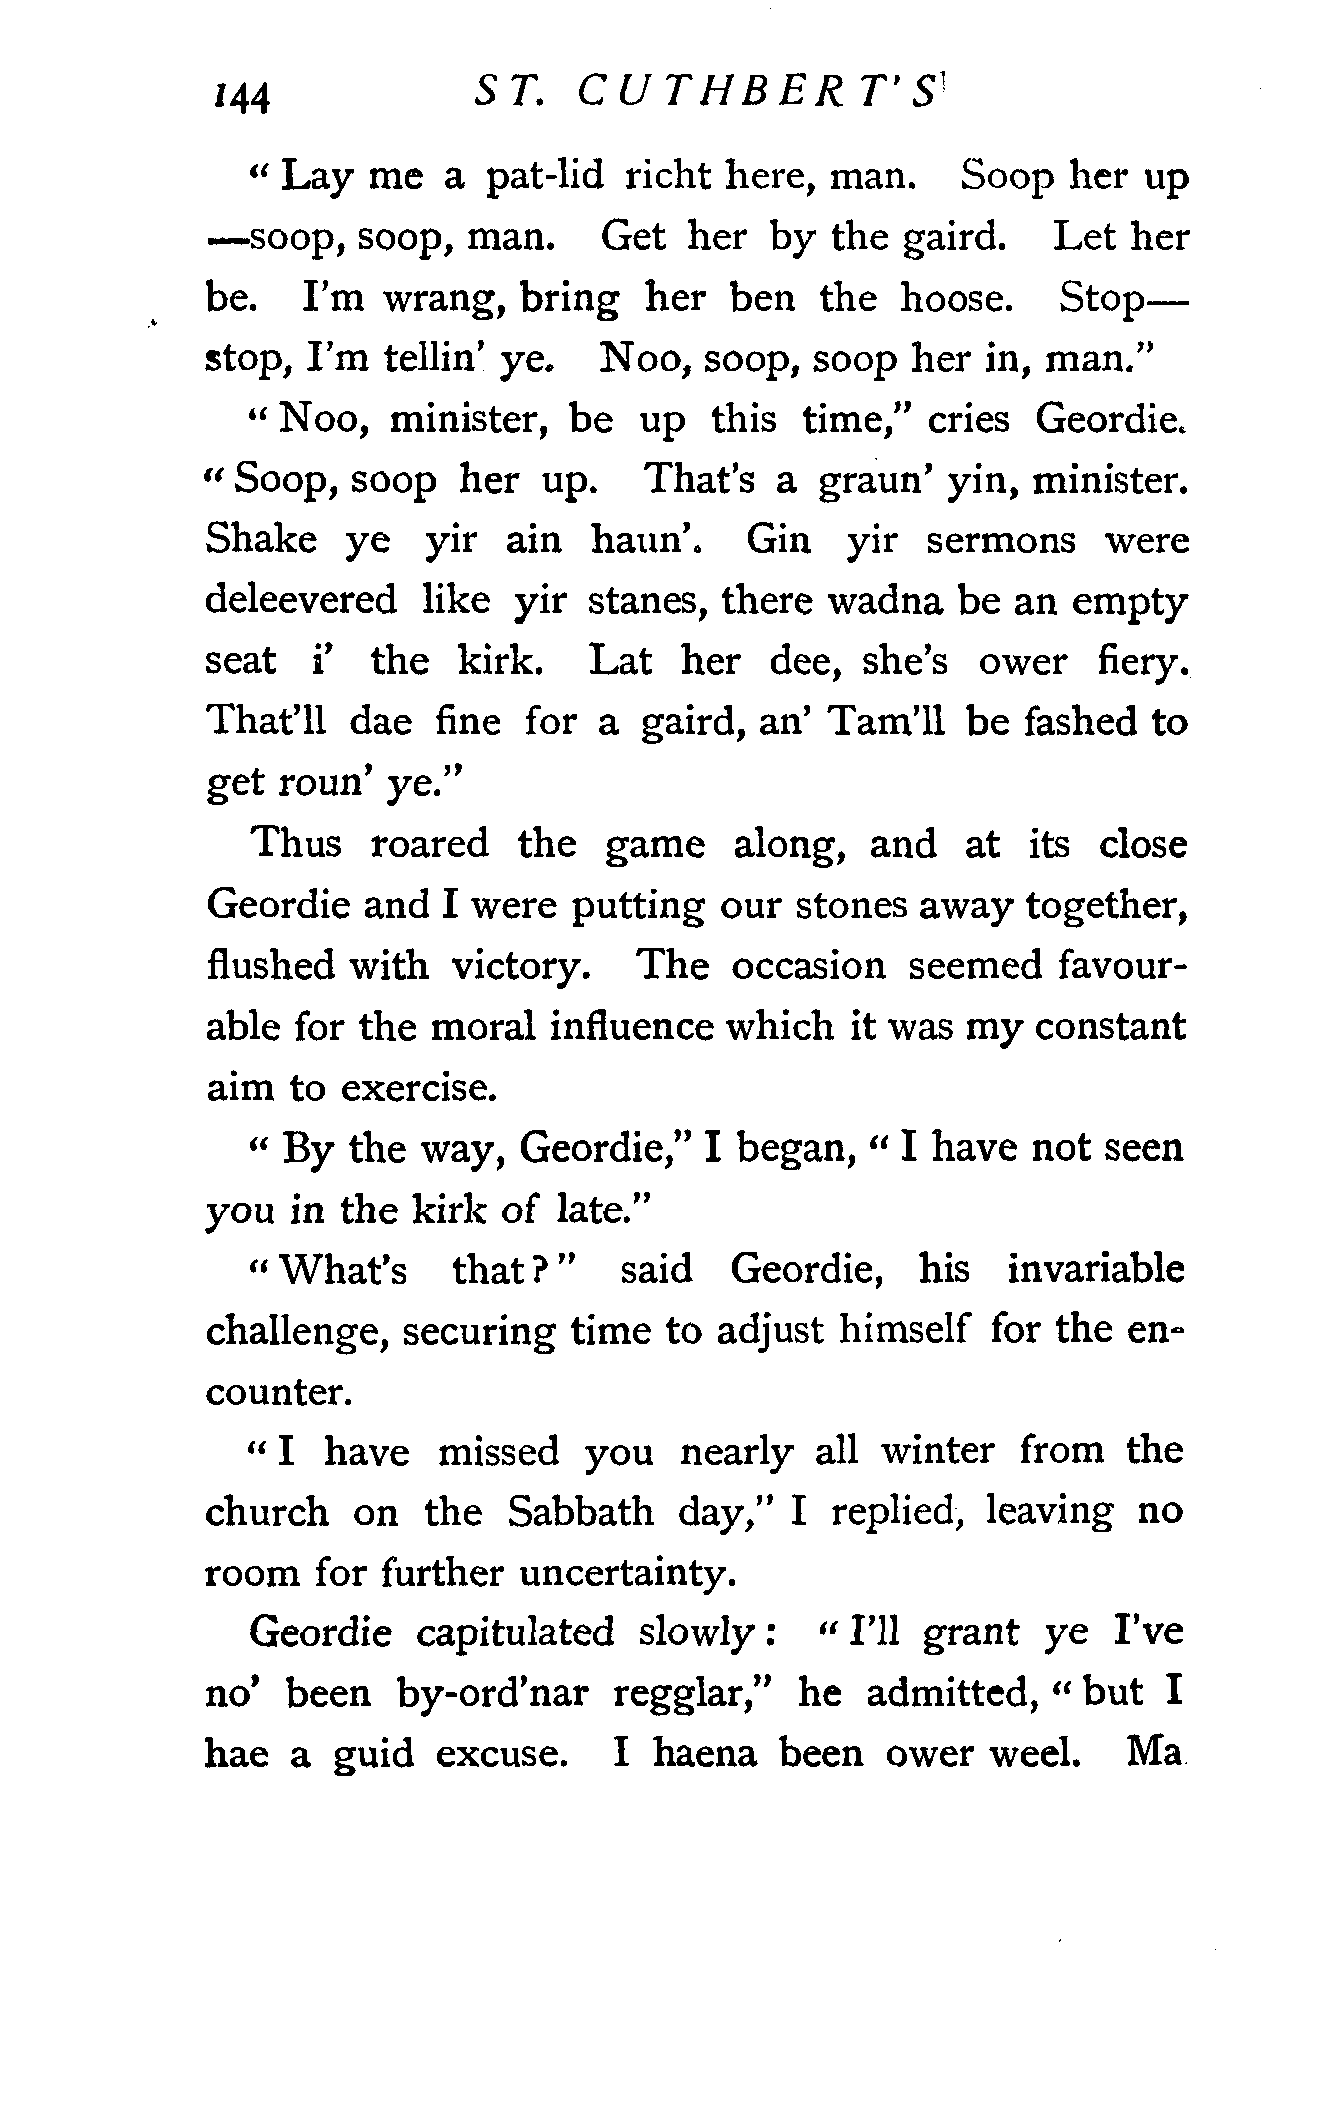 144 ST. CUTHBERT'S
" Lay me a pat-lid richt here, man. Soop her up
—soop, soop, man. Get her by the gaird. Let her
be. I'm wrang, bring her ben the hoose. Stop—
stop, I'm tellin' ye. Noo, soop, soop her in, man."
" Noo, minister, be up this time," cries Geordie.
" Soop, soop her up. That's a graun' yin, minister.
Shake ye yir ain haun'. Gin yir sermons were
deleevered like yir stanes, there wadna be an empty
seat i' the kirk. Lat her dee, she's ower fiery.
That'll dae fine for a gaird, an' Tam'll be fashed to
get roun' ye."
Thus roared the game along, and at its close
Geordie and I were putting our stones away together,
flushed with victory. The occasion seemed favour-
able for the moral influence which it was my constant
aim to exercise.
" By the way, Geordie," I began, " I have not seen
you in the kirk of late."
" What's that ? " said Geordie, his invariable
challenge, securing time to adjust himself for the en-
counter.
" I have missed you nearly all winter from the
church on the Sabbath day," I replied, leaving no
room for further uncertainty.
Geordie capitulated slowly : " I'll grant ye I've
no' been by-ord'nar regglar," he admitted, " but I
hae a guid excuse. I haena been ower weel. Ma